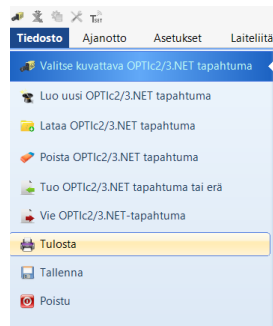 Tset
Tiedosto Ajanotto Asetukset Laiteliitä
Valitse kuvattava OPTIc2/3.NET tapahtuma
Luo uusi OPTIc2/3.NET tapahtuma
Lataa OPTIc2/3.NET tapahtuma
Poista OPTIc2/3.NET tapahtuma
Tuo OPTIc2/3.NET tapahtuma tai erä
Vie OPTIc2/3.NET-tapahtuma
Tulosta
Tallenna
Poistu